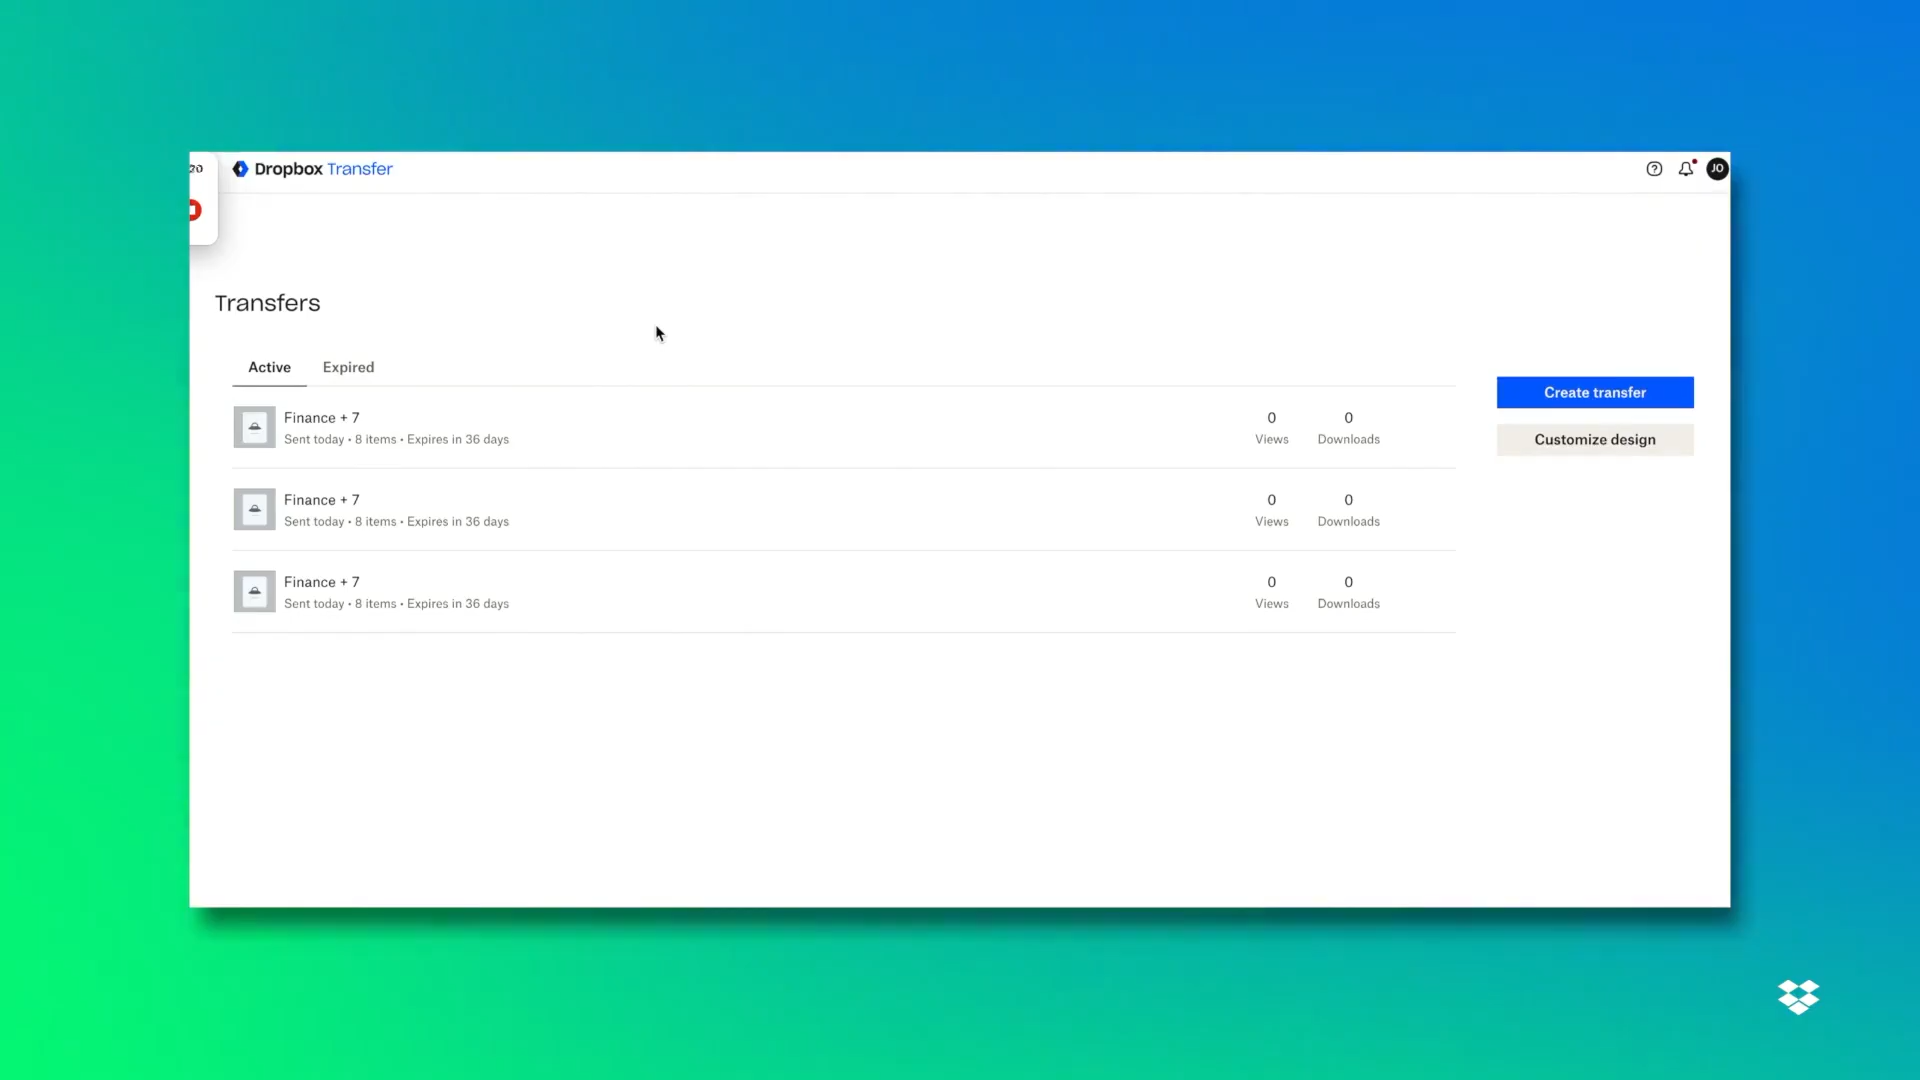 20
Dropbox Transfer
JO
Transfers
Active Expired
Create transfer
Customize design
Finance + 7
Sent today • 8 items • Expires in 36 days
0 Views
0 Downloads
Finance + 7
Sent today • 8 items • Expires in 36 days
0 Views
0 Downloads
Finance + 7
Sent today • 8 items • Expires in 36 days
0 Views
0 Downloads